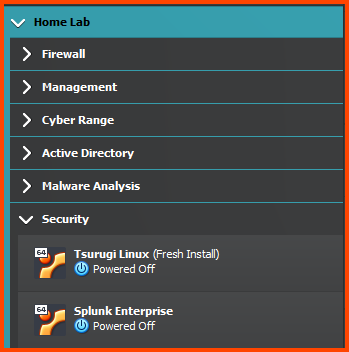 Home Lab
Firewall
Management
Cyber Range
Active Directory
Malware Analysis
Security
64
Tsurugi Linux (Fresh Install)
Powered Off
64
Splunk Enterprise
Powered Off